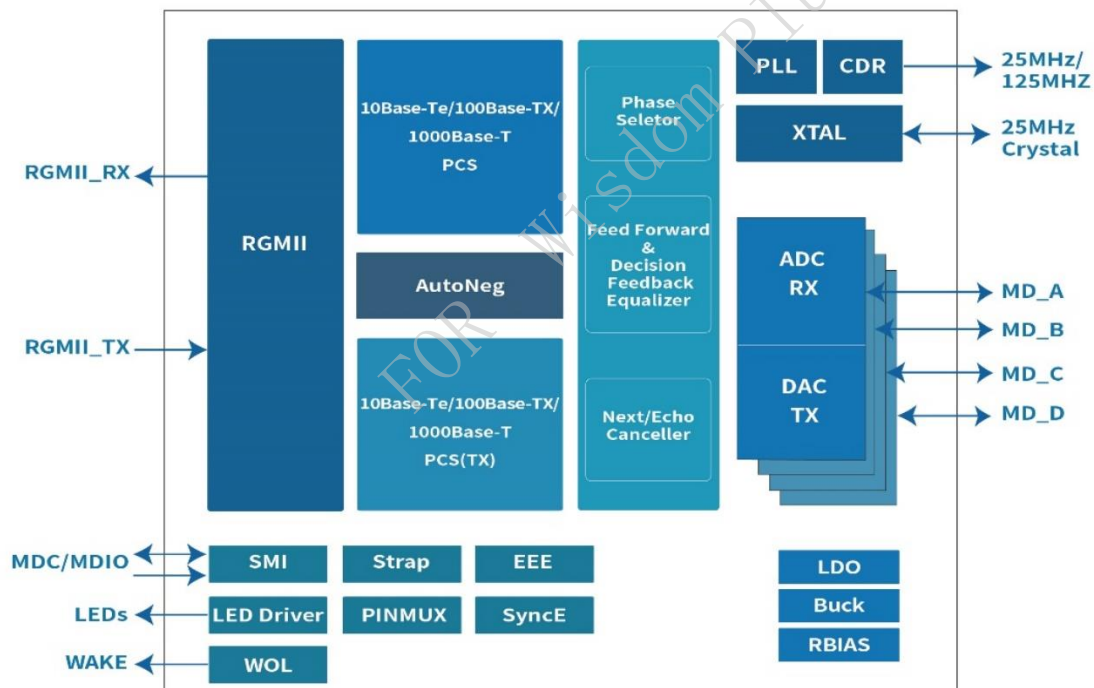 RGMII_RX
RGMII_TX
RGMII
10Base-Te/100Base-TX/
1000Base-T
PCS
AutoNeg
10Base-Te/100Base-TX/
1000Base-T
PCS(TX)
Phase
Seletor
Feed Forward
&
Decision
Feedback
Equalizer
Next/Echo
Canceller
PLL
CDR
25MHz/
125MHZ
XTAL
25MHz
Crystal
ADC
RX
DAC
TX
MD_A
MD_B
MD_C
MD_D
MDC/MDIO
SMI
Strap
EEE
LEDs
LED Driver
PINMUX
SyncE
WAKE
WOL
LDO
Buck
RBIAS
FOR Wisdom